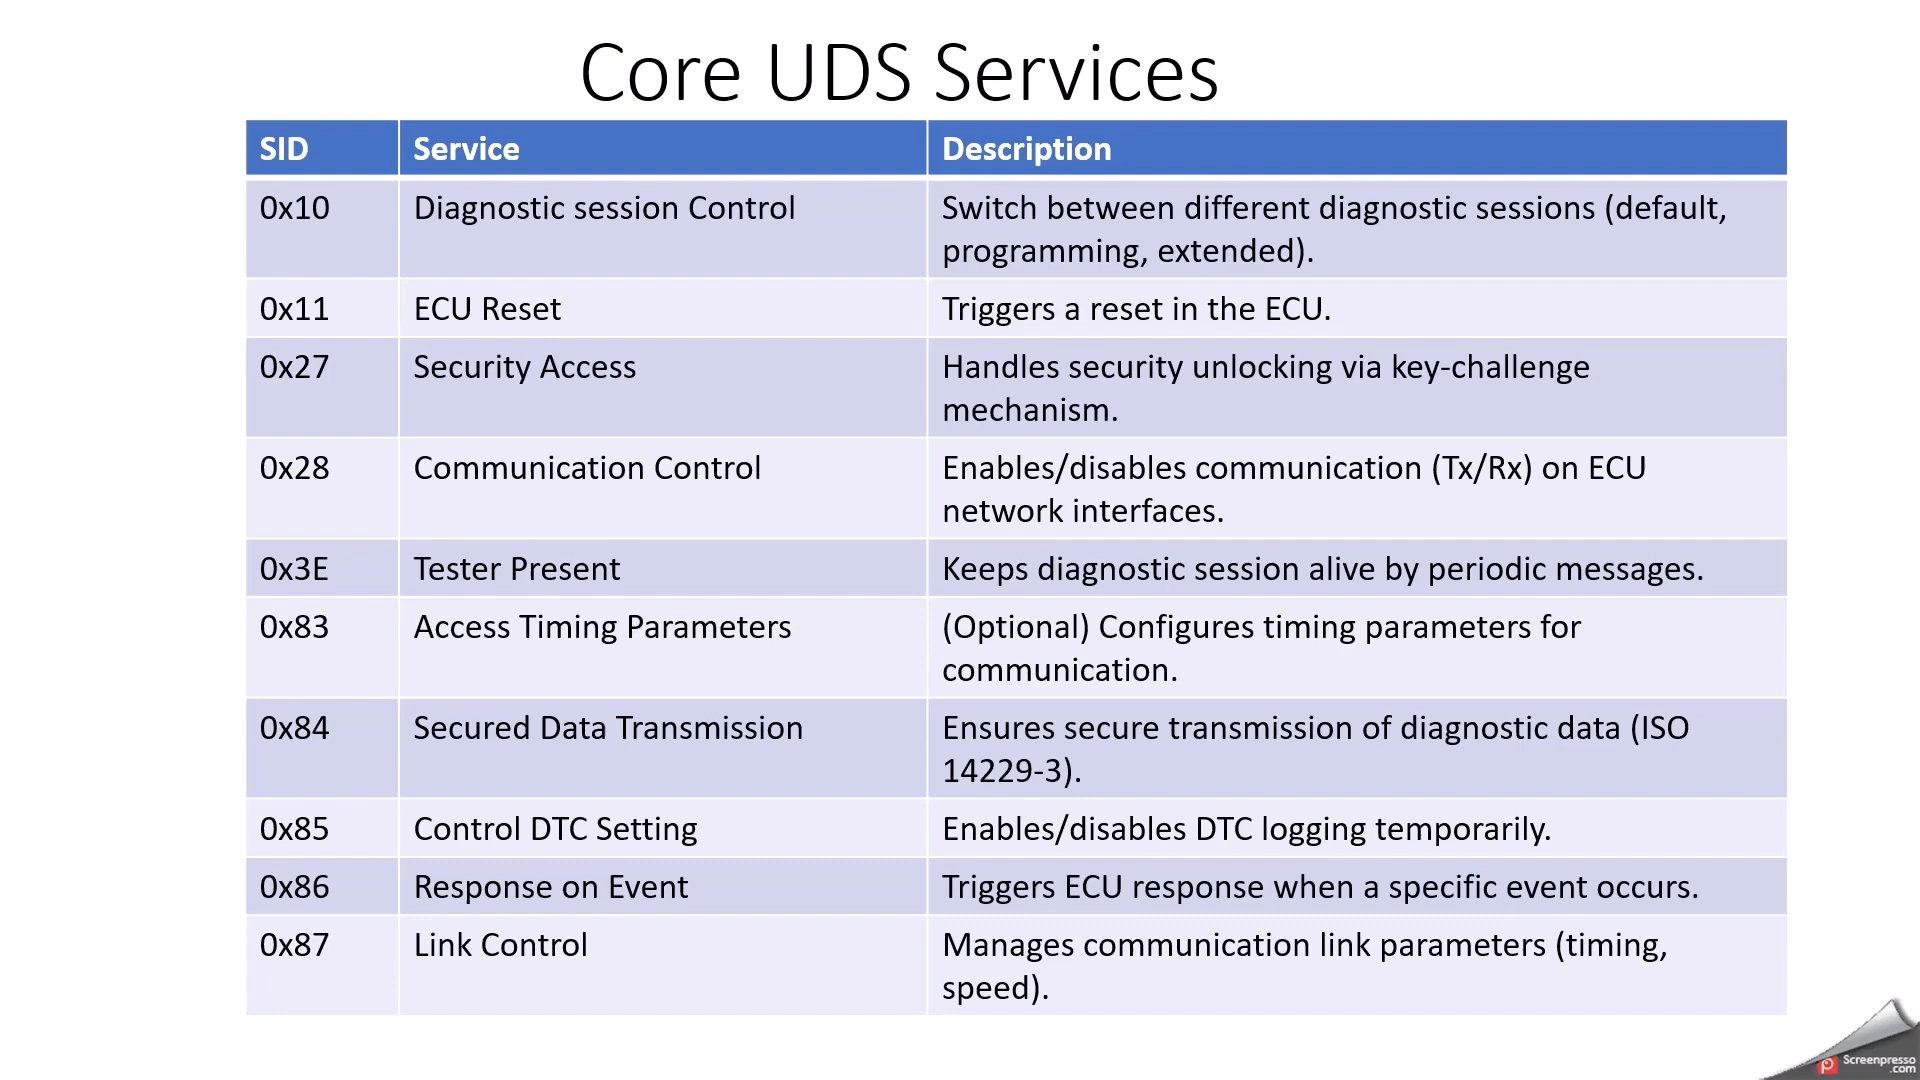 Core UDS Services
SID Service Description
0x10 Diagnostic session Control Switch between different diagnostic sessions (default,
programming, extended).
0x11 ECU Reset Triggers a reset in the ECU.
0x27 Security Access Handles security unlocking via key-challenge
mechanism.
0x28 Communication Control Enables/disables communication (Tx/Rx) on ECU
network interfaces.
0x3E Tester Present Keeps diagnostic session alive by periodic messages.
0x83 Access Timing Parameters (Optional) Configures timing parameters for
communication.
0x84 Secured Data Transmission Ensures secure transmission of diagnostic data (ISO
14229-3).
0x85 Control DTC Setting Enables/disables DTC logging temporarily.
0x86 Response on Event Triggers ECU response when a specific event occurs.
0x87 Link Control Manages communication link parameters (timing,
speed).
Screenpresso
.com